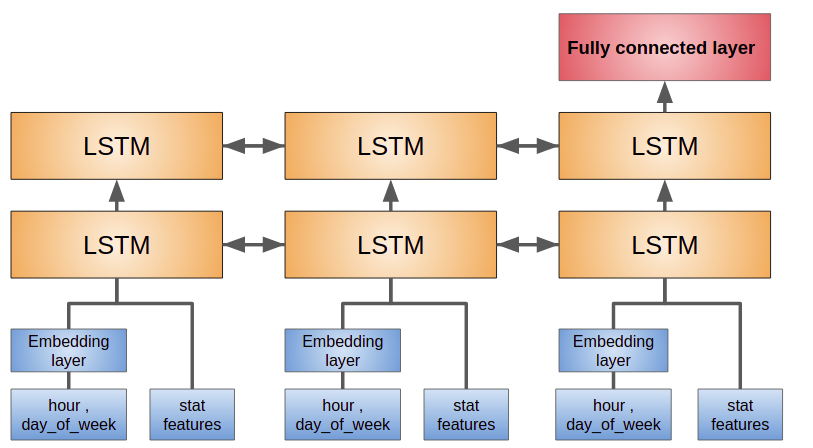 Fully connected layer
LSTM
LSTM
LSTM
LSTM
LSTM
LSTM
Embedding
layer
Embedding
layer
Embedding
layer
hour ,
day_of_week
stat
features
hour ,
day_of_week
stat
features
hour ,
day_of_week
stat
features